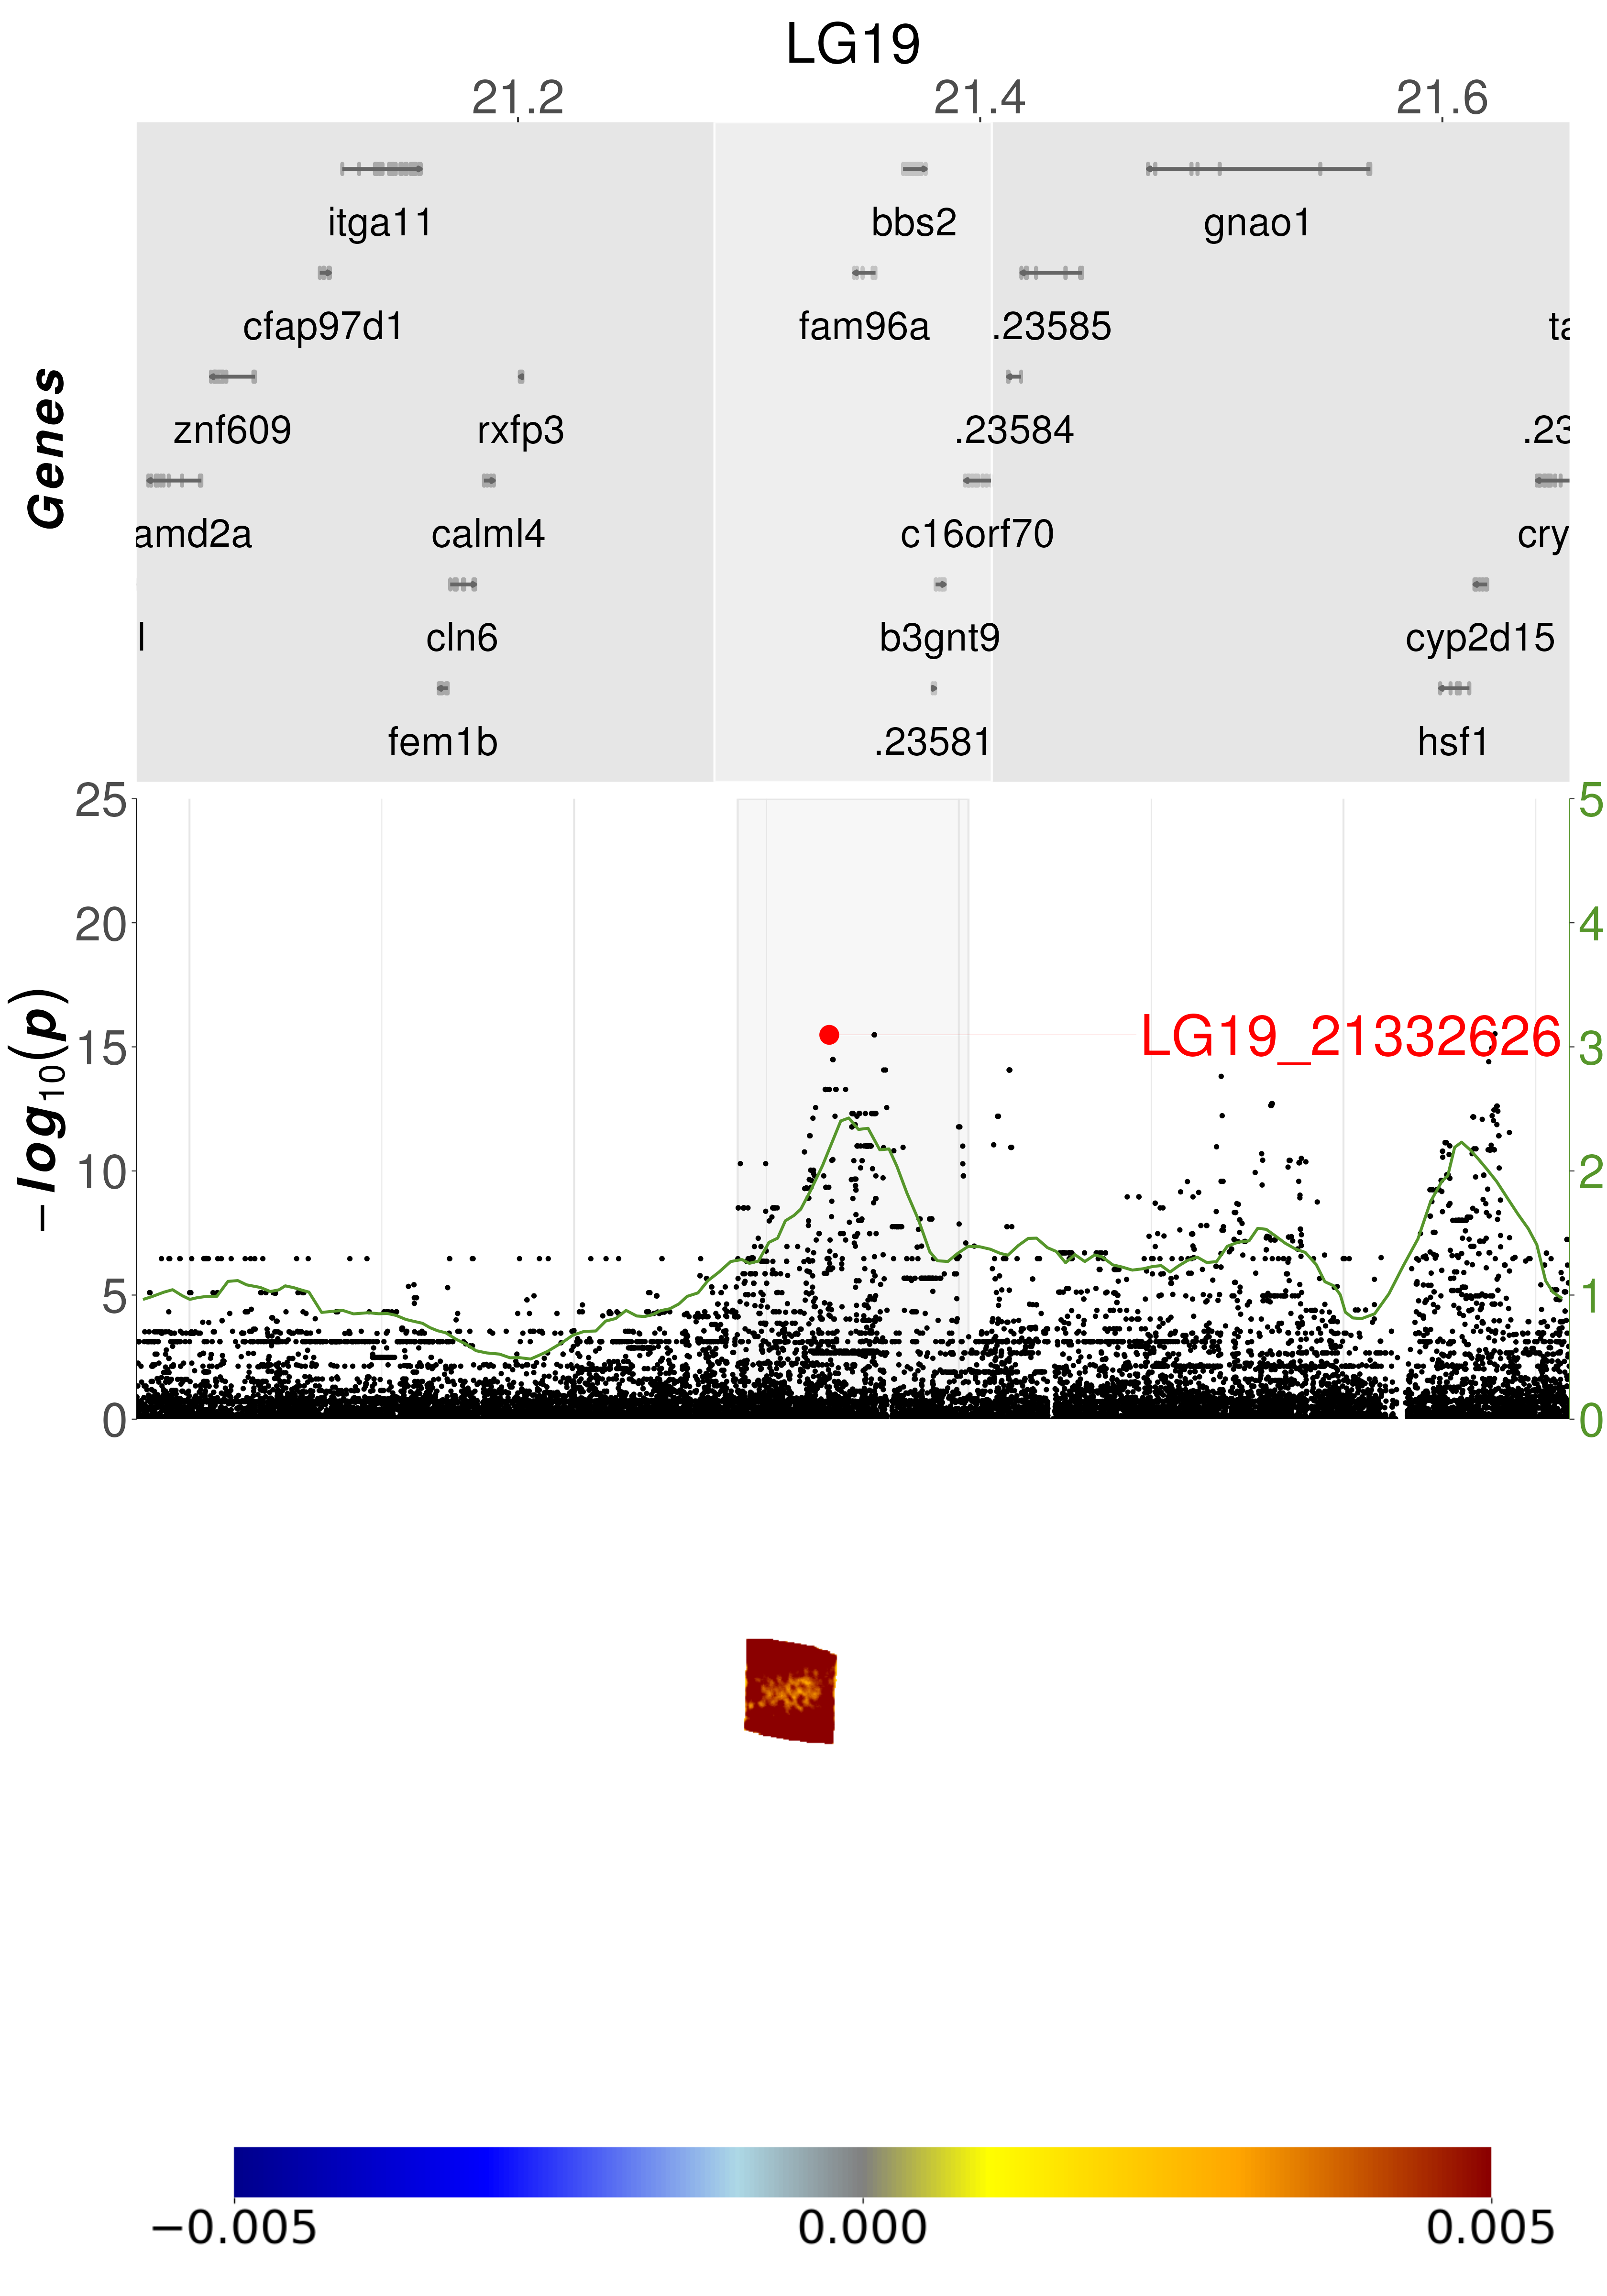 LG19
21.2 21.4 21.6
Genes
itga11 bbs2 gnao1
cfap97d1 fam96a .23585 ta
znf609 rxfp3 .23584 .23
amd2a calml4 c16orf70 cry
l cln6 b3gnt9 cyp2d15
fem1b .23581 hsf1
25 5
20 4
−log10(p)
LG19_21332626
15 3
10 2
5 1
0 0
−0.005 0.000 0.005